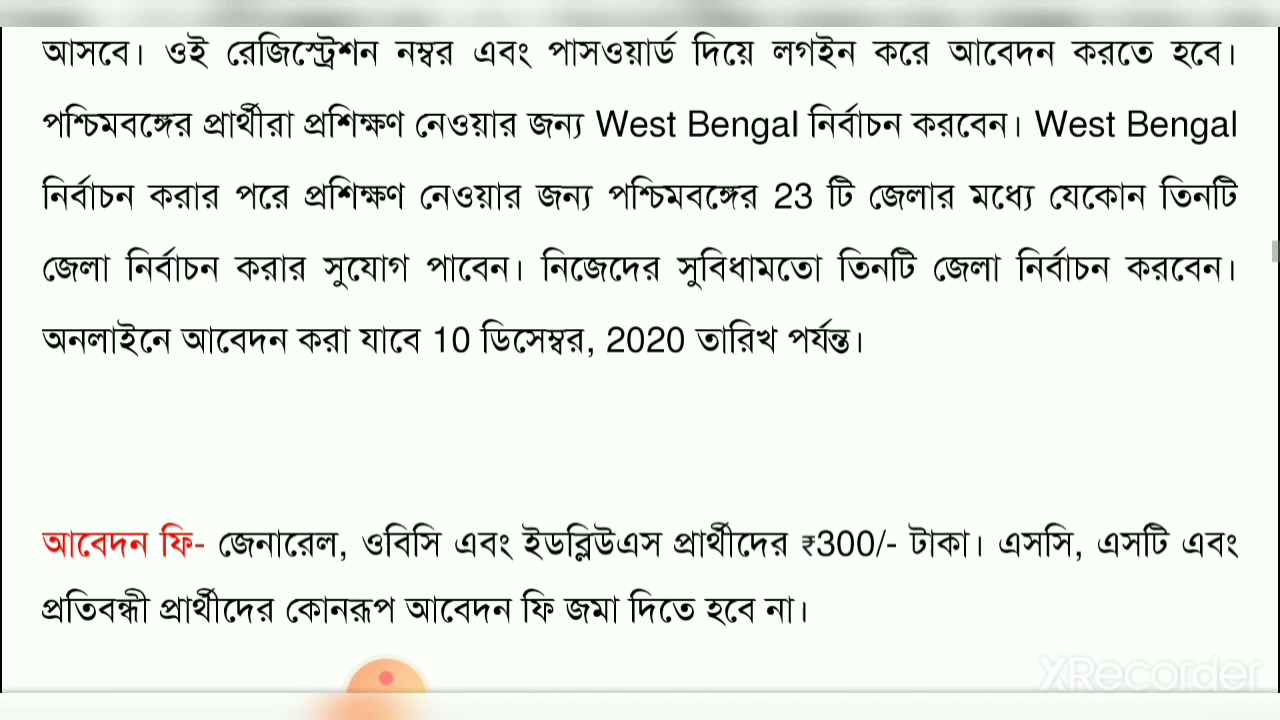 আসবে। ওই রেজিস্ট্রেশন নম্বর এবং পাসওয়ার্ড দিয়ে লগইন করে আবেদন করতে হবে।
পশ্চিমবঙ্গের প্রার্থীরা প্রশিক্ষণ নেওয়ার জন্য West Bengal নির্বাচন করবেন। West Bengal
নির্বাচন করার পরে প্রশিক্ষণ নেওয়ার জন্য পশ্চিমবঙ্গের 23 টি জেলার মধ্যে যেকোন তিনটি
জেলা নির্বাচন করার সুযোগ পাবেন। নিজেদের সুবিধামতো তিনটি জেলা নির্বাচন করবেন।
অনলাইনে আবেদন করা যাবে 10 ডিসেম্বর, 2020 তারিখ পর্যন্ত।
আবেদন ফি- জেনারেল, ওবিসি এবং ইডব্লিউএস প্রার্থীদের ₹300/- টাকা। এসসি, এসটি এবং
প্রতিবন্ধী প্রার্থীদের কোনরূপ আবেদন ফি জমা দিতে হবে না।
XRecorder